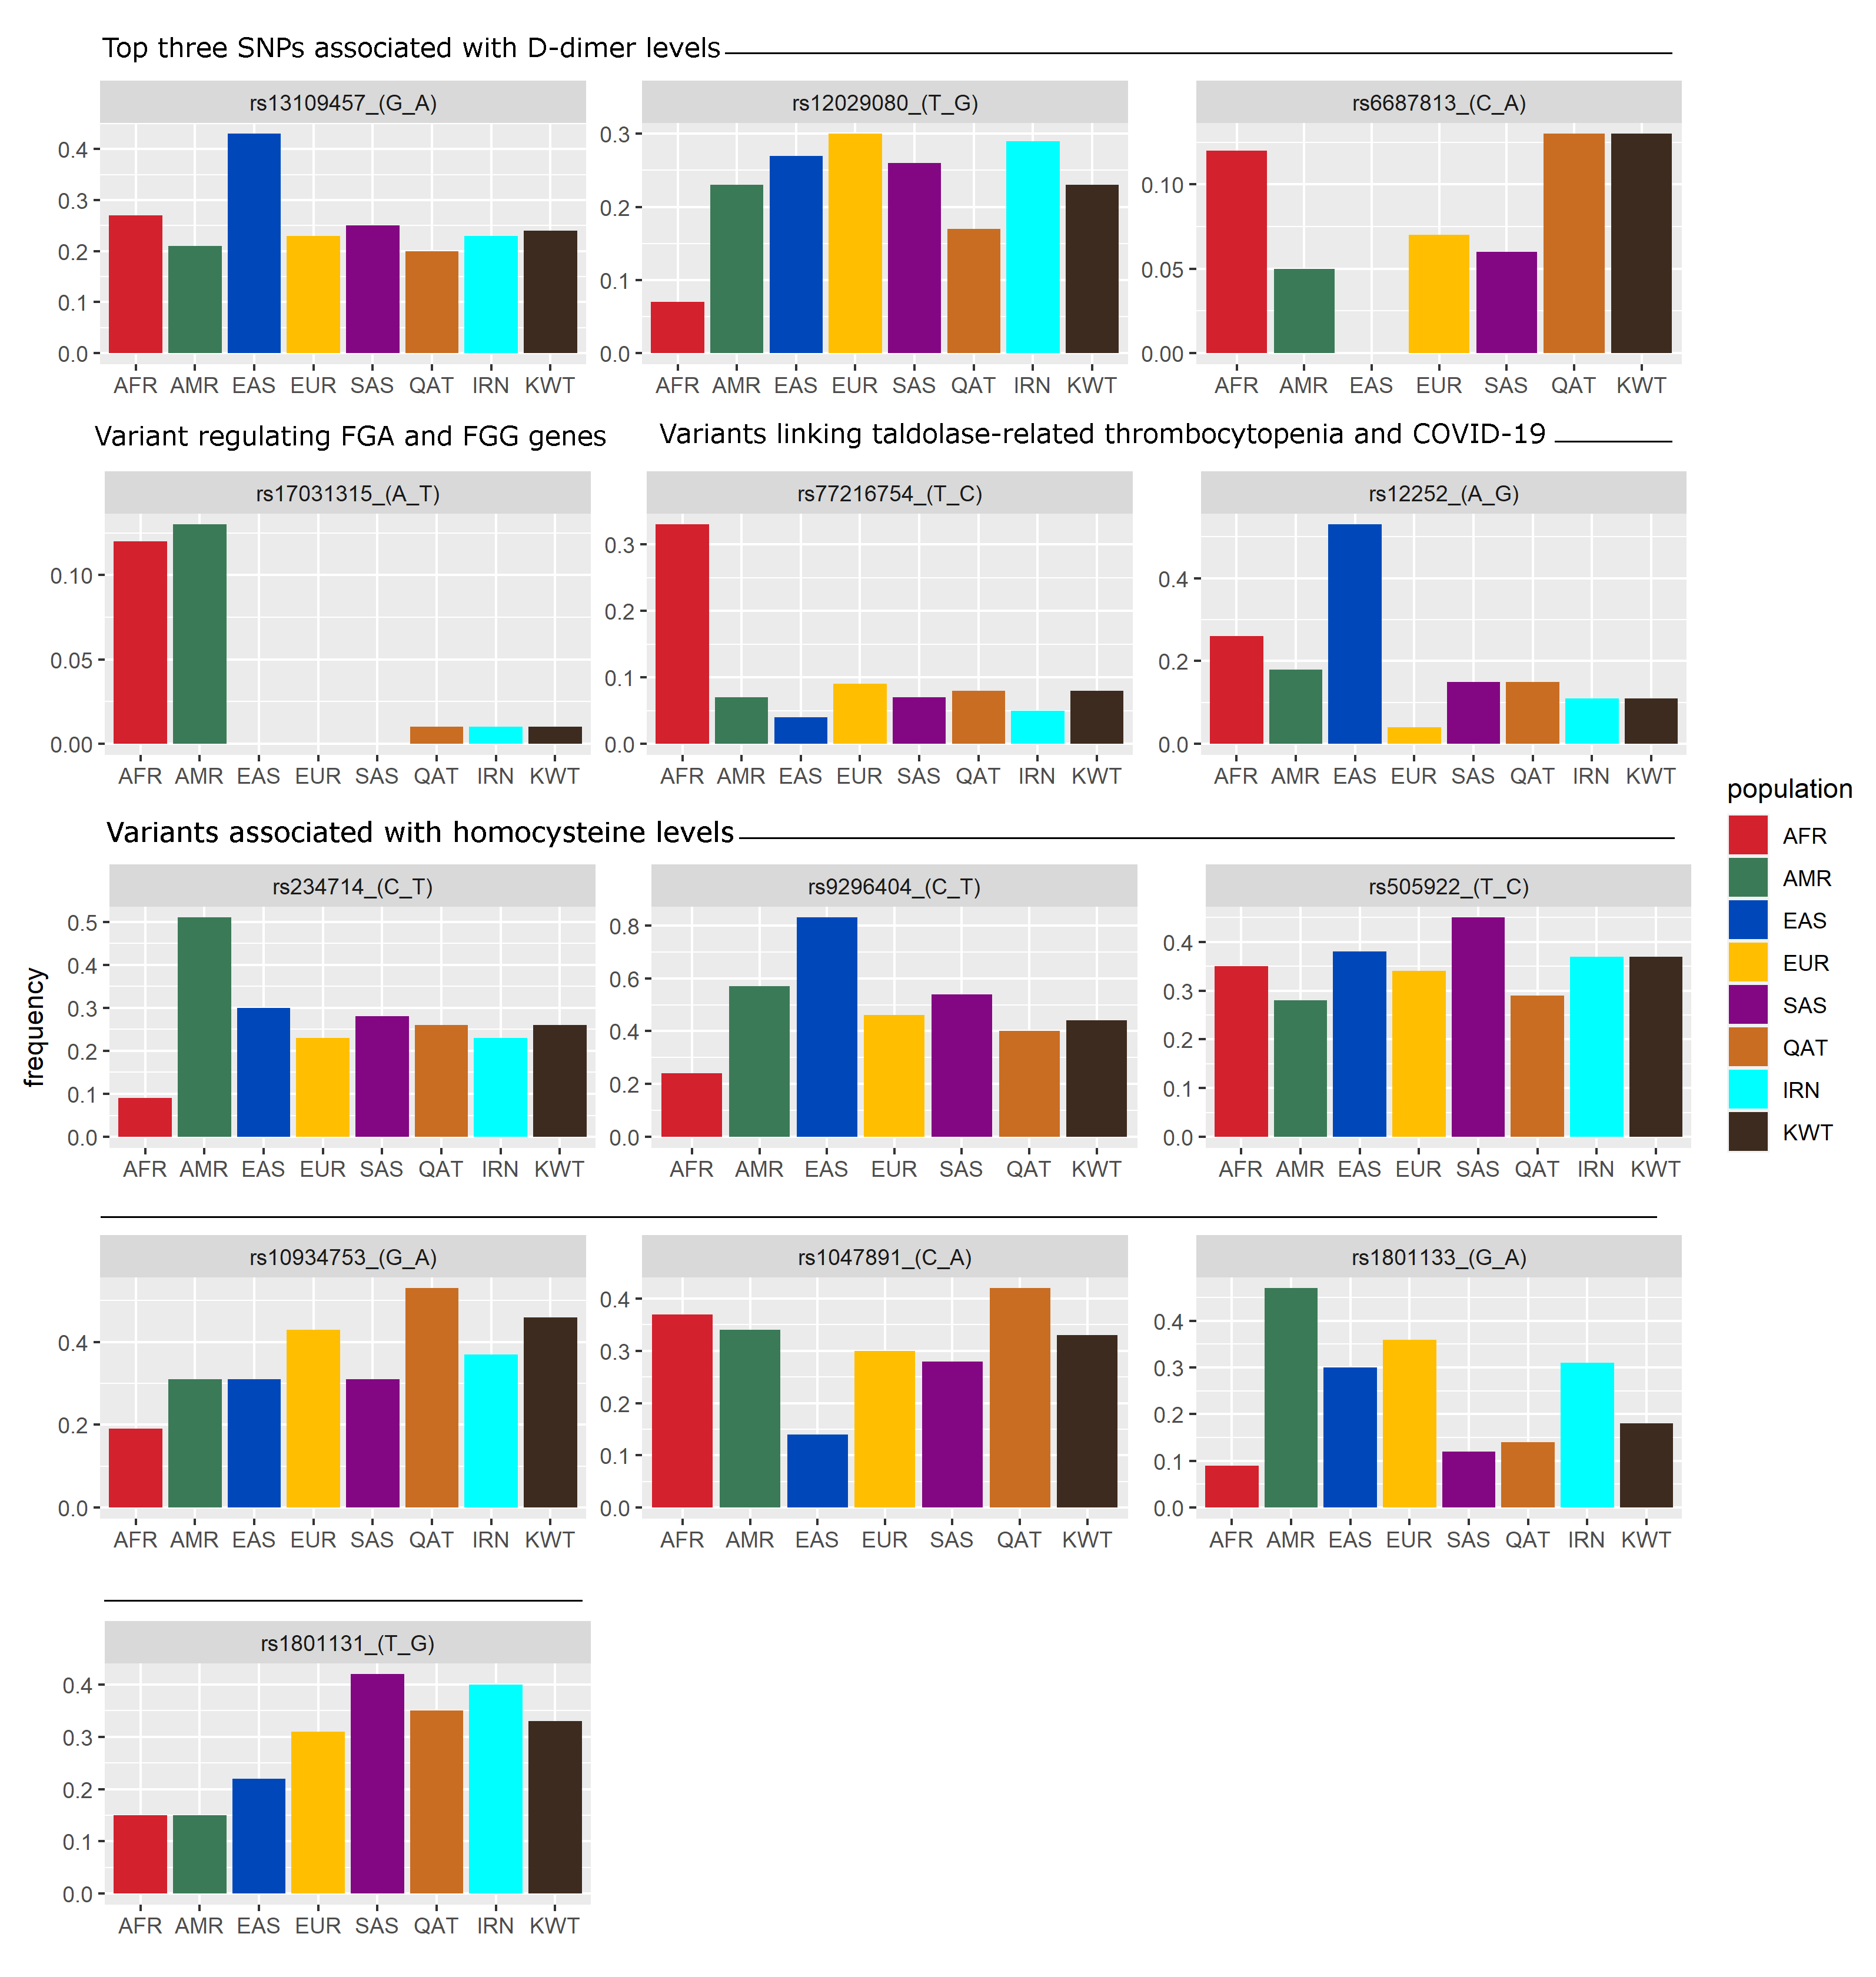 Top three SNPs associated with D-dimer levels
rs13109457_(G_A) rs12029080_(T_G) rs6687813_(C_A)
0.4 0.3 0.2 0.1 0.0
0.3 0.2 0.1 0.0
0.10 0.05 0.00
AFR AMR EAS EUR SAS QAT IRN KWT
AFR AMR EAS EUR SAS QAT IRN KWT
AFR AMR EAS EUR SAS QAT KWT
Variant regulating FGA and FGG genes
Variants linking taldolase-related thrombocytopenia and COVID-19
rs17031315_(A_T) rs77216754_(T_C) rs12252_(A_G)
0.10 0.05 0.00
0.3 0.2 0.1 0.0
0.4 0.2 0.0
AFR AMR EAS EUR SAS QAT IRN KWT
AFR AMR EAS EUR SAS QAT IRN KWT
AFR AMR EAS EUR SAS QAT IRN KWT
Variants associated with homocysteine levels
rs234714_(C_T) rs9296404_(C_T) rs505922_(T_C)
0.5 0.4 0.3 0.2 0.1 0.0
0.8 0.6 0.4 0.2 0.0
0.4 0.3 0.2 0.1 0.0
AFR AMR EAS EUR SAS QAT IRN KWT
AFR AMR EAS EUR SAS QAT KWT
AFR AMR EAS EUR SAS QAT IRN KWT
frequency
rs10934753_(G_A) rs1047891_(C_A) rs1801133_(G_A)
0.4 0.2 0.0
0.4 0.3 0.2 0.1 0.0
0.4 0.3 0.2 0.1 0.0
AFR AMR EAS EUR SAS QAT IRN KWT
AFR AMR EAS EUR SAS QAT KWT
AFR AMR EAS EUR SAS QAT IRN KWT
rs1801131_(T_G)
0.4 0.3 0.2 0.1 0.0
AFR AMR EAS EUR SAS QAT IRN KWT
population
AFR
AMR
EAS
EUR
SAS
QAT
IRN
KWT